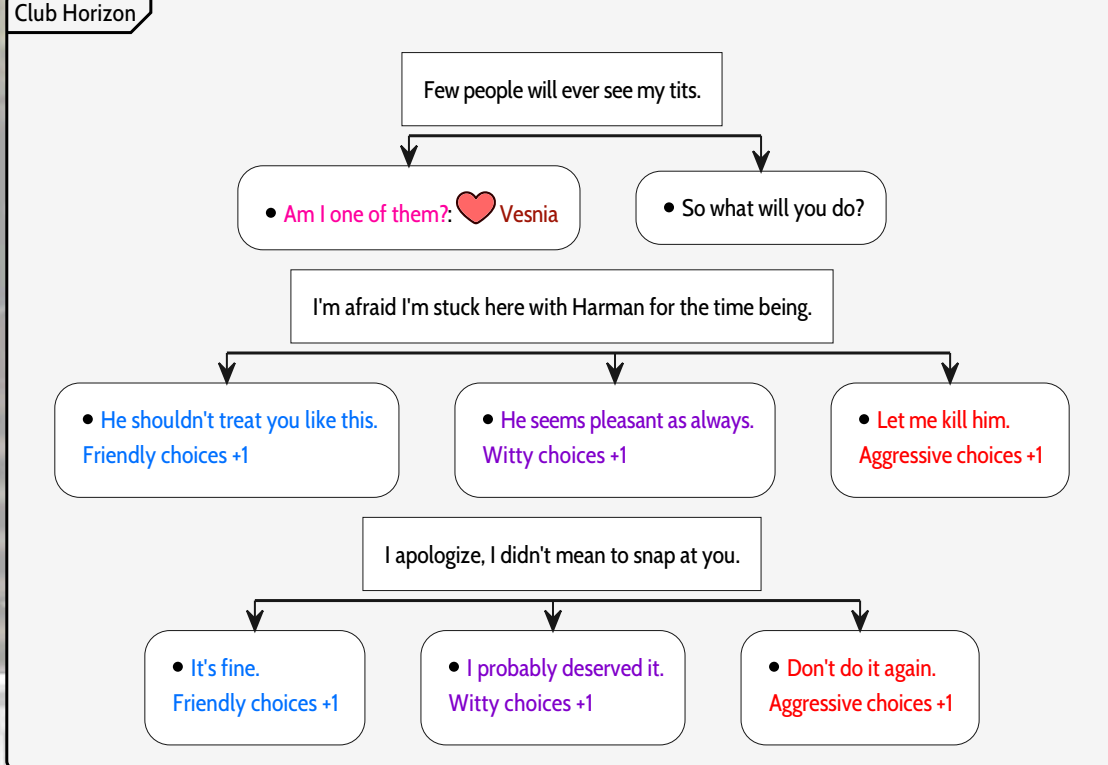 Club Horizon
Few people will ever see my tits.
• Am I one of them?: Vesnia
• So what will you do?
I'm afraid I'm stuck here with Harman for the time being.
• He shouldn't treat you like this.
Friendly choices +1
• He seems pleasant as always.
Witty choices +1
• Let me kill him.
Aggressive choices +1
I apologize, I didn't mean to snap at you.
• It's fine.
Friendly choices +1
• I probably deserved it.
Witty choices +1
• Don't do it again.
Aggressive choices +1